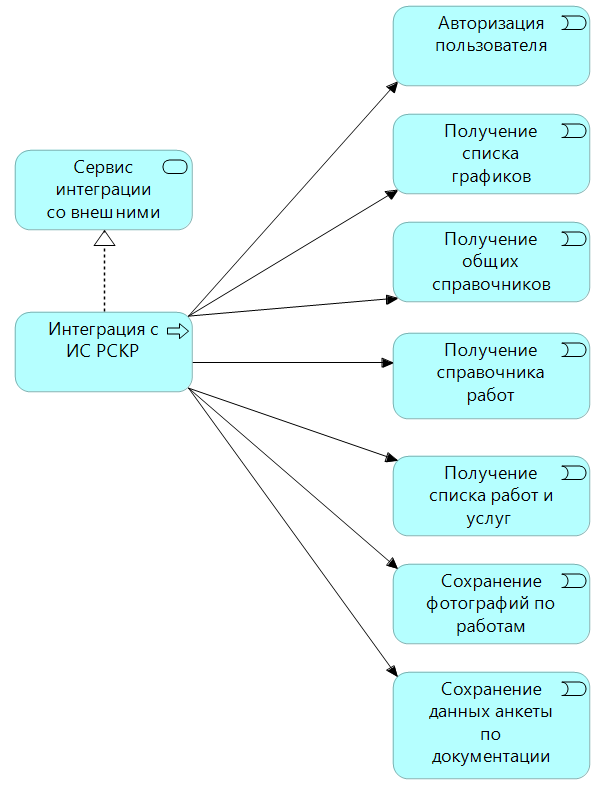 Авторизация
пользователя
Получение
списка
графиков
Сервис
интеграции
со внешними
Получение
общих
справочников
Интеграция с
ИС РСКР
Получение
справочника
работ
Получение
списка работ и
услуг
Сохранение
фотографий по
работам
Сохранение
данных анкеты
по
документации